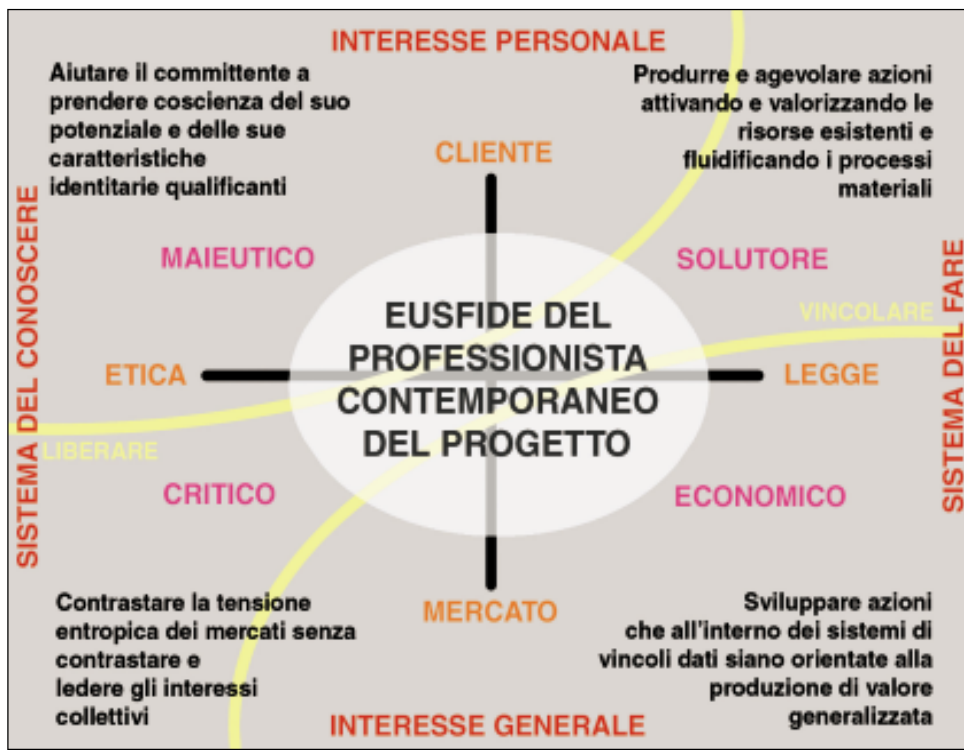 INTERESSE PERSONALE
Aiutare il committente a
prendere coscienza del suo
potenziale e delle sue
caratteristiche
identitarie qualificanti
Produrre e agevolare azioni
attivando e valorizzando le
risorse esistenti e
fluidificando i processi
materiali
CLIENTE
SISTEMA DEL CONOSCERE
MAIEUTICO
SOLUTORE
SISTEMA DEL FARE
VINCOLARE
EUSFIDE DEL
PROFESSIONISTA
CONTEMPORANEO
DEL PROGETTO
ETICA
LEGGE
LIBERARE
CRITICO
ECONOMICO
MERCATO
Contrastare la tensione
entropica dei mercati senza
contrastare e
ledere gli interessi
collettivi
Sviluppare azioni
che all'interno dei sistemi di
vincoli dati siano orientate alla
produzione di valore
generalizzata
INTERESSE GENERALE